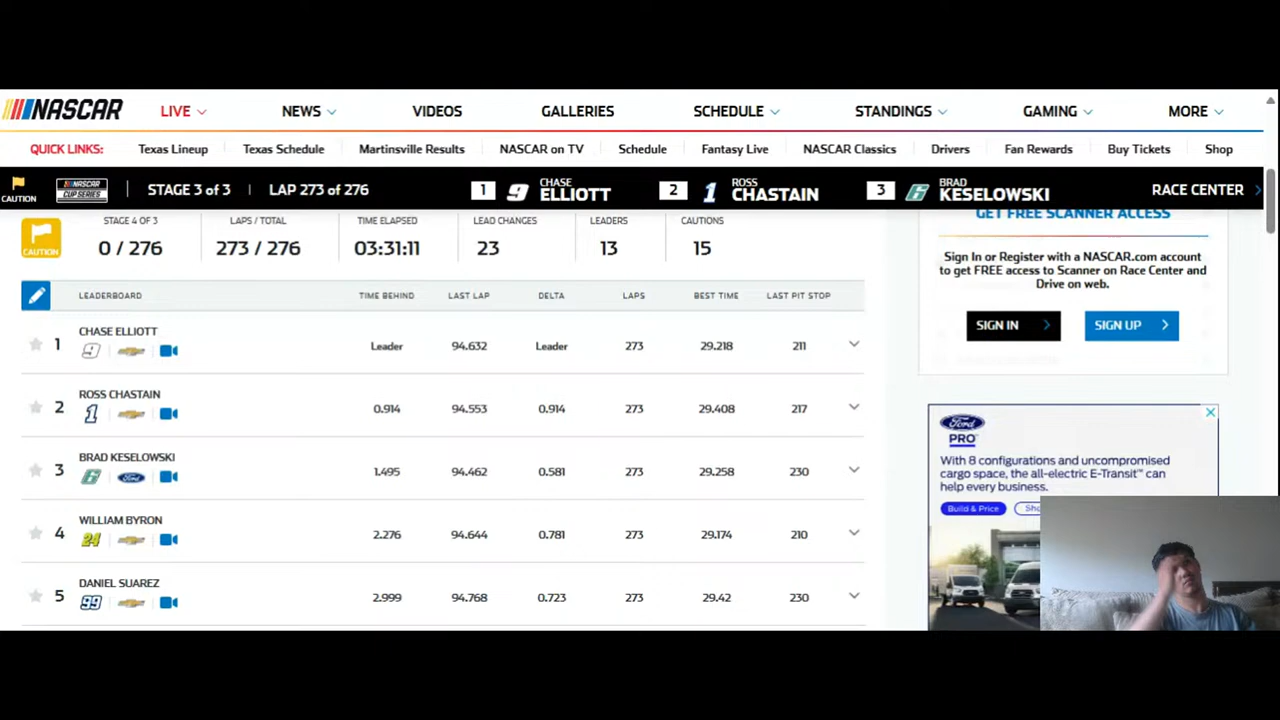 NASCAR LIVE NEWS VIDEOS GALLERIES SCHEDULE STANDINGS GAMING MORE
QUICK LINKS: Texas Lineup Texas Schedule Martinsville Results NASCAR on TV Schedule Fantasy Live NASCAR Classics Drivers Fan Rewards Buy Tickets Shop
CAUTION NASCAR CUP SERIES STAGE 3 of 3 LAP 273 OF 276 1 9 CHASE ELLIOTT 2 1 ROSS CHASTAIN 3 6 BRAD KESELOWSKI RACE CENTER
CAUTION
STAGE 4 OF 3 LAPS / TOTAL TIME ELAPSED LEAD CHANGES LEADERS CAUTIONS
0 / 276 273 / 276 03:31:11 23 13 15
LEADERBOARD TIME BEHIND LAST LAP DELTA LAPS BEST TIME LAST PIT STOP
CHASE ELLIOTT
1 9 Leader 94.632 Leader 273 29.218 211
ROSS CHASTAIN
2 1 0.914 94.553 0.914 273 29.408 217
BRAD KESELOWSKI
3 6 Ford 1.495 94.462 0.581 273 29.258 230
WILLIAM BYRON
4 24 2.276 94.644 0.781 273 29.174 210
DANIEL SUAREZ
5 99 2.999 94.768 0.723 273 29.42 230
GET FREE SCANNER ACCESS
Sign In or Register with a NASCAR.com account
to get FREE access to Scanner on Race Center and
Drive on web.
SIGN IN SIGN UP
Ford
PRO
With 8 configurations and uncompromised
cargo space, the all-electric E-Transit™ can
help every business.
Build & Price